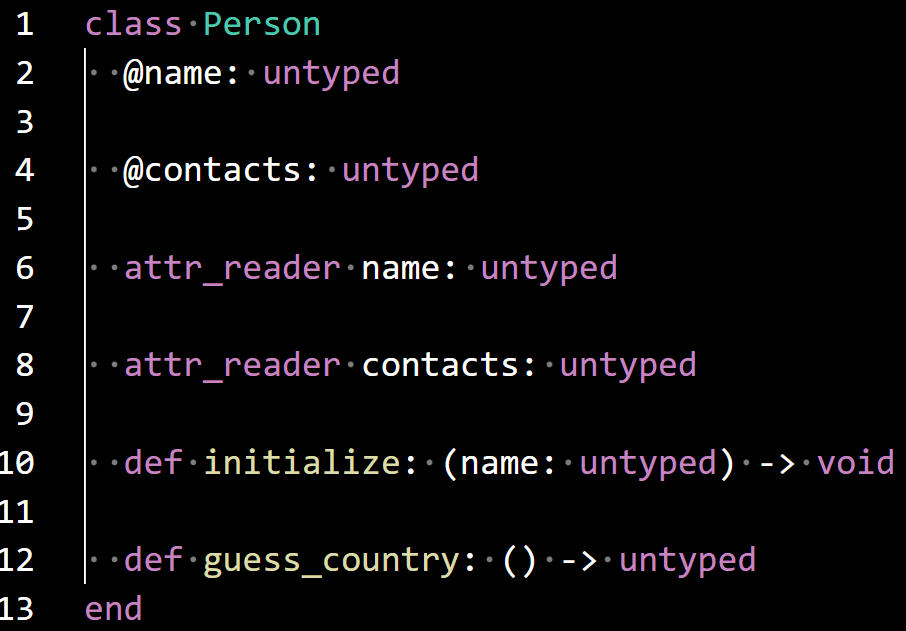 1 class Person
2   @name: untyped
3
4   @contacts: untyped
5
6   attr_reader name: untyped
7
8   attr_reader contacts: untyped
9
10   def initialize: (name: untyped) -> void
11
12   def guess_country: () -> untyped
13 end